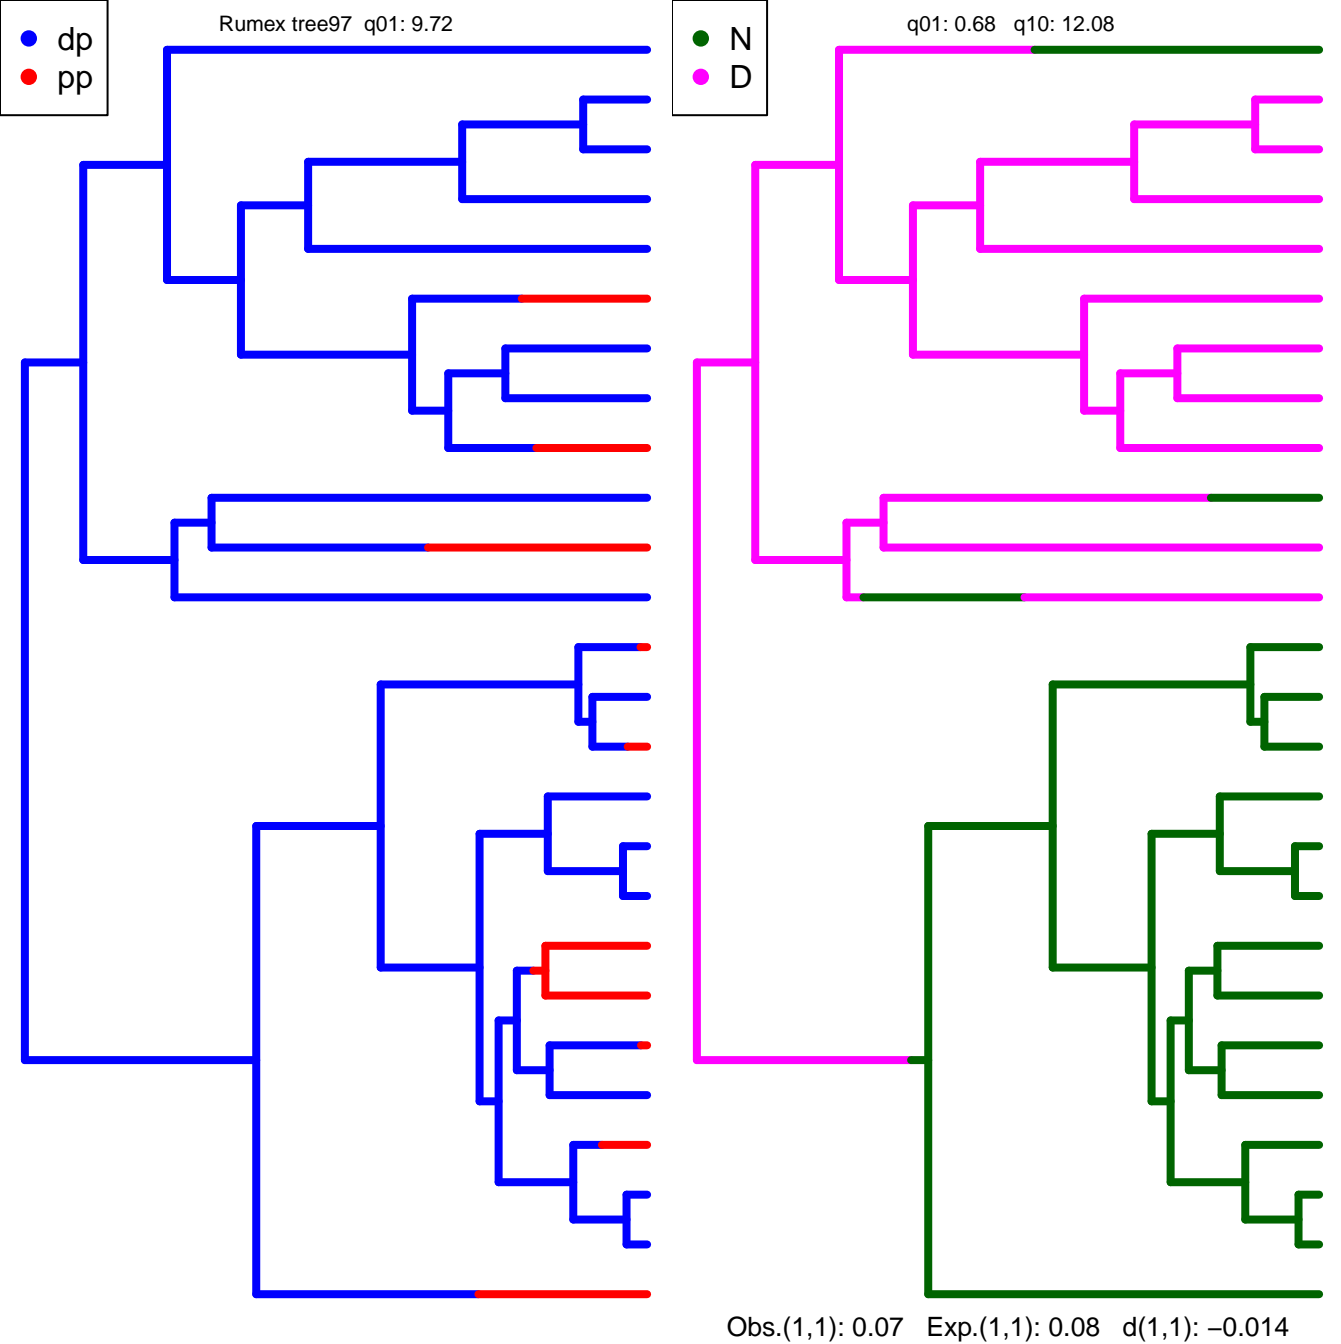 Rumex tree97  q01: 9.72
dp
pp
q01: 0.68   q10: 12.08
N
D
Obs.(1,1): 0.07   Exp.(1,1): 0.08   d(1,1): −0.014